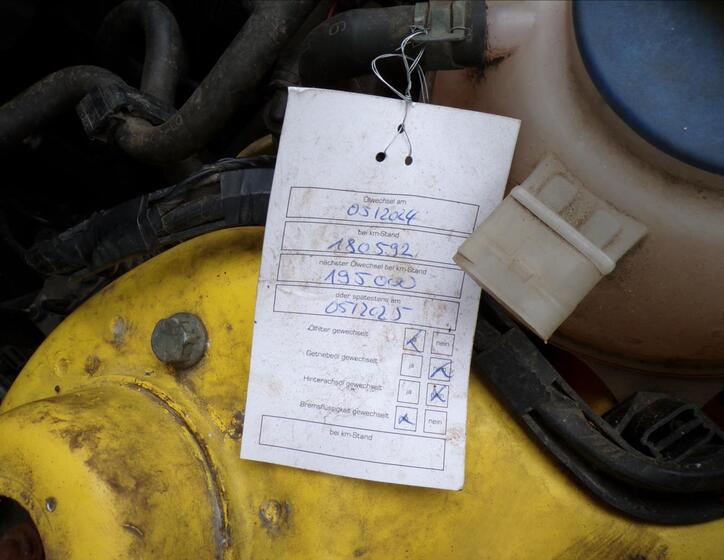 Ölwechsel am
05/2024
bei km-Stand
180592
nächster Ölwechsel bei km-Stand
195000
oder spätestens am
05/2025
Ölfilter gewechselt ja nein
Getriebeöl gewechselt ja nein
Hinterachsöl gewechselt ja nein
Bremsflüssigkeit gewechselt ja nein
bei km-Stand